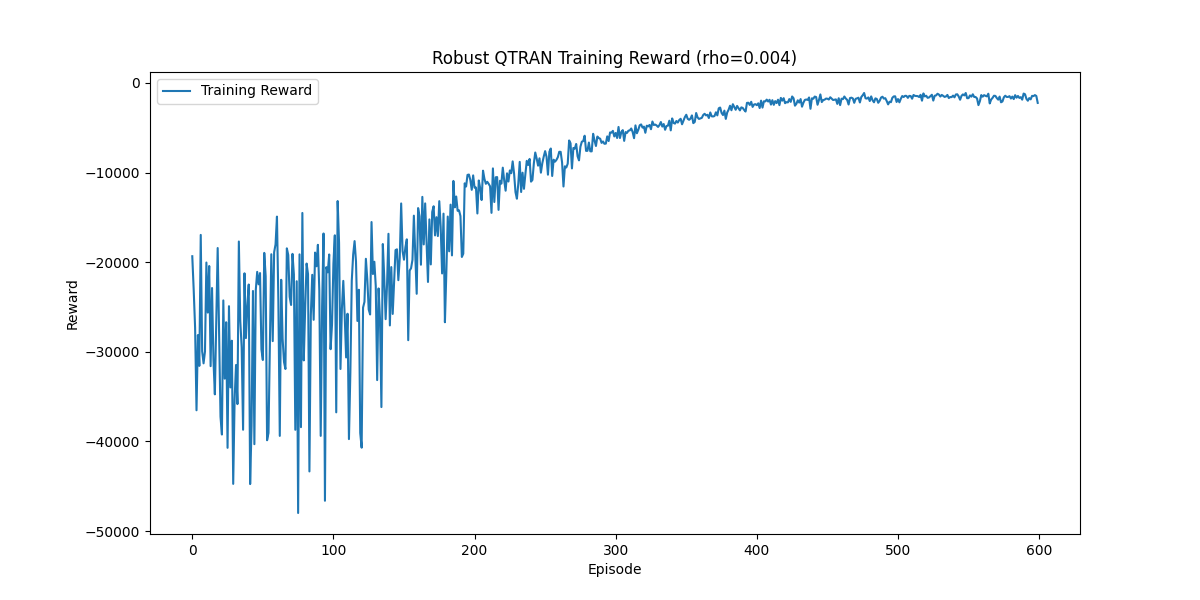 Robust QTRAN Training Reward (rho=0.004)
Training Reward
0
−10000
−20000
−30000
−40000
−50000
Reward
0 100 200 300 400 500 600
Episode